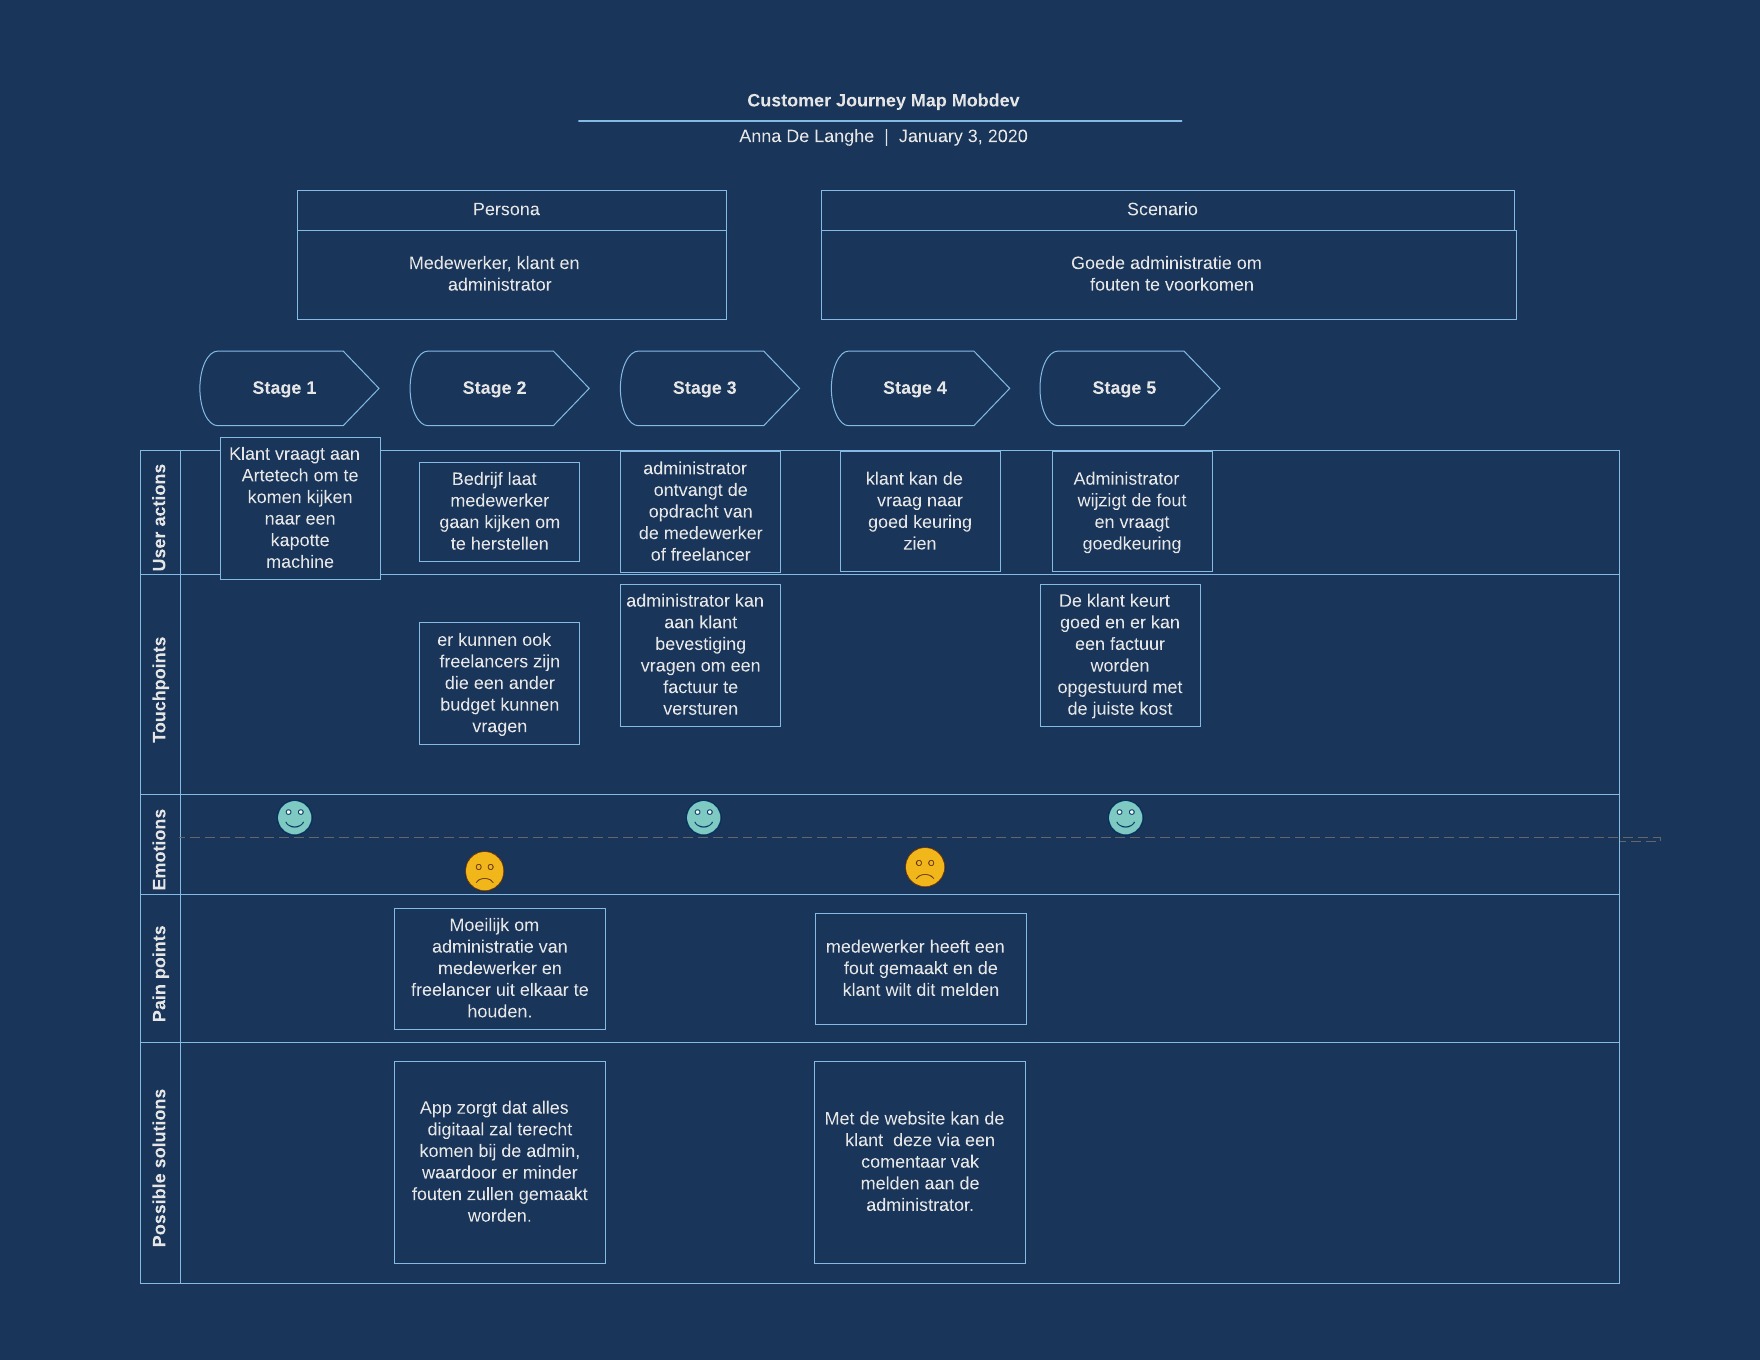 Customer Journey Map Mobdev
Anna De Langhe | January 3, 2020
Persona
Medewerker, klant en
administrator
Scenario
Goede administratie om
fouten te voorkomen
Stage 1
Stage 2
Stage 3
Stage 4
Stage 5
User actions
Klant vraagt aan
Artetech om te
komen kijken
naar een
kapotte
machine
Bedrijf laat
medewerker
gaan kijken om
te herstellen
administrator
ontvangt de
opdracht van
de medewerker
of freelancer
klant kan de
vraag naar
goed keuring
zien
Administrator
wijzigt de fout
en vraagt
goedkeuring
Touchpoints
er kunnen ook
freelancers zijn
die een ander
budget kunnen
vragen
administrator kan
aan klant
bevestiging
vragen om een
factuur te
versturen
De klant keurt
goed en er kan
een factuur
worden
opgestuurd met
de juiste kost
Emotions
Pain points
Moeilijk om
administratie van
medewerker en
freelancer uit elkaar te
houden.
medewerker heeft een
fout gemaakt en de
klant wilt dit melden
Possible solutions
App zorgt dat alles
digitaal zal terecht
komen bij de admin,
waardoor er minder
fouten zullen gemaakt
worden.
Met de website kan de
klant  deze via een
comentaar vak
melden aan de
administrator.